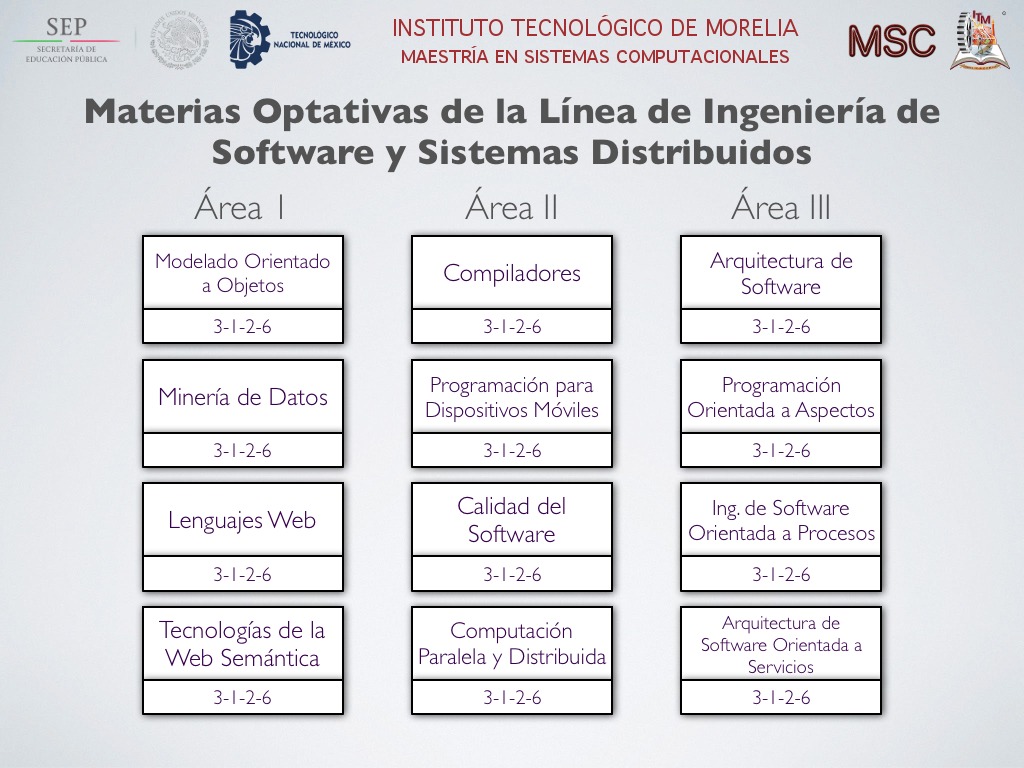 SEP
SECRETARÍA DE
EDUCACIÓN PÚBLICA
TECNOLÓGICO
NACIONAL DE MÉXICO
INSTITUTO TECNOLÓGICO DE MORELIA
MAESTRÍA EN SISTEMAS COMPUTACIONALES
MSC
ITM
Materias Optativas de la Línea de Ingeniería de
Software y Sistemas Distribuidos
Área 1
Modelado Orientado
a Objetos
3-1-2-6
Minería de Datos
3-1-2-6
Lenguajes Web
3-1-2-6
Tecnologías de la
Web Semántica
3-1-2-6
Área II
Compiladores
3-1-2-6
Programación para
Dispositivos Móviles
3-1-2-6
Calidad del
Software
3-1-2-6
Computación
Paralela y Distribuida
3-1-2-6
Área III
Arquitectura de
Software
3-1-2-6
Programación
Orientada a Aspectos
3-1-2-6
Ing. de Software
Orientada a Procesos
3-1-2-6
Arquitectura de
Software Orientada a
Servicios
3-1-2-6